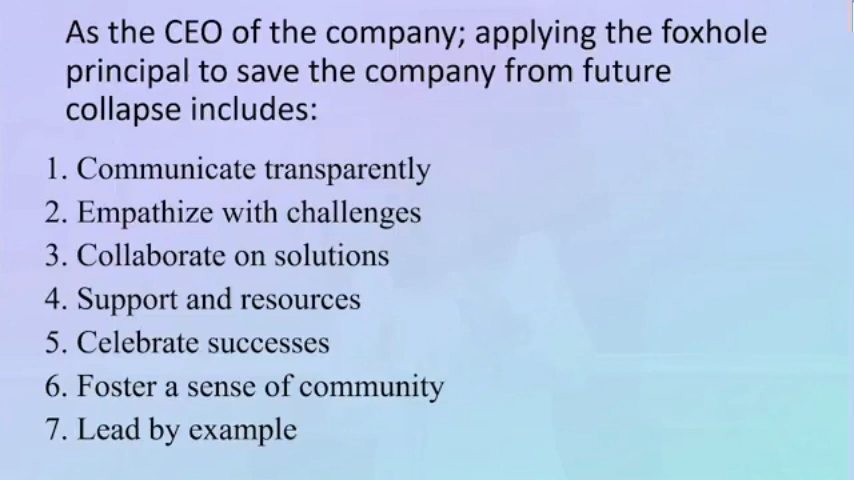 As the CEO of the company; applying the foxhole
principal to save the company from future
collapse includes:
1. Communicate transparently
2. Empathize with challenges
3. Collaborate on solutions
4. Support and resources
5. Celebrate successes
6. Foster a sense of community
7. Lead by example